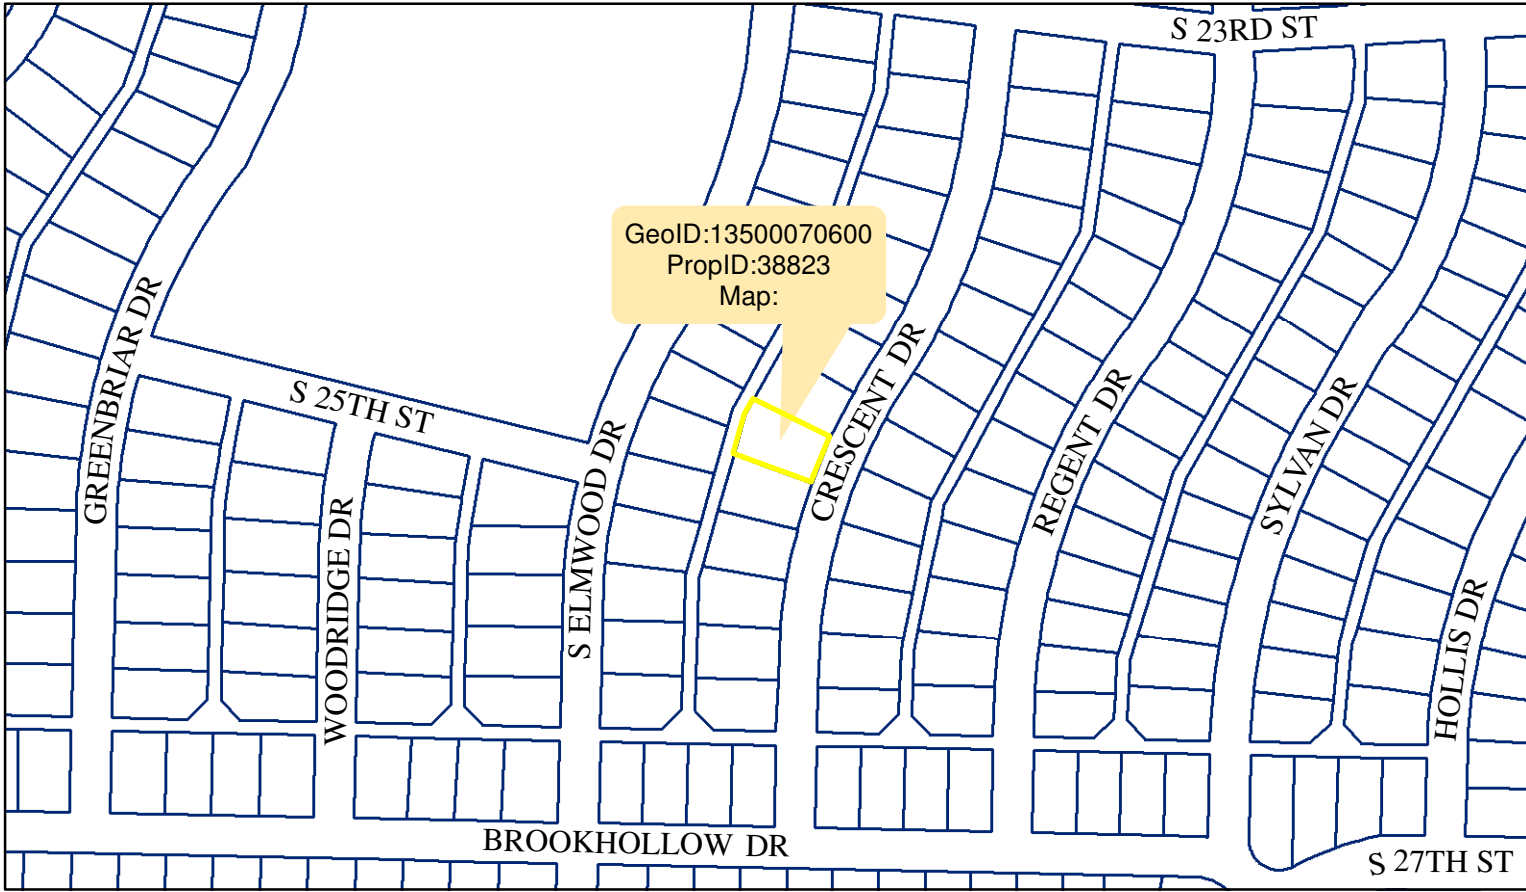 S 23RD ST
GeoID:13500070600
PropID:38823
Map:
GREENBRIAR DR
S 25TH ST
WOODRIDGE DR
S ELMWOOD DR
CRESCENT DR
REGENT DR
SYLVAN DR
HOLLIS DR
BROOKHOLLOW DR
S 27TH ST